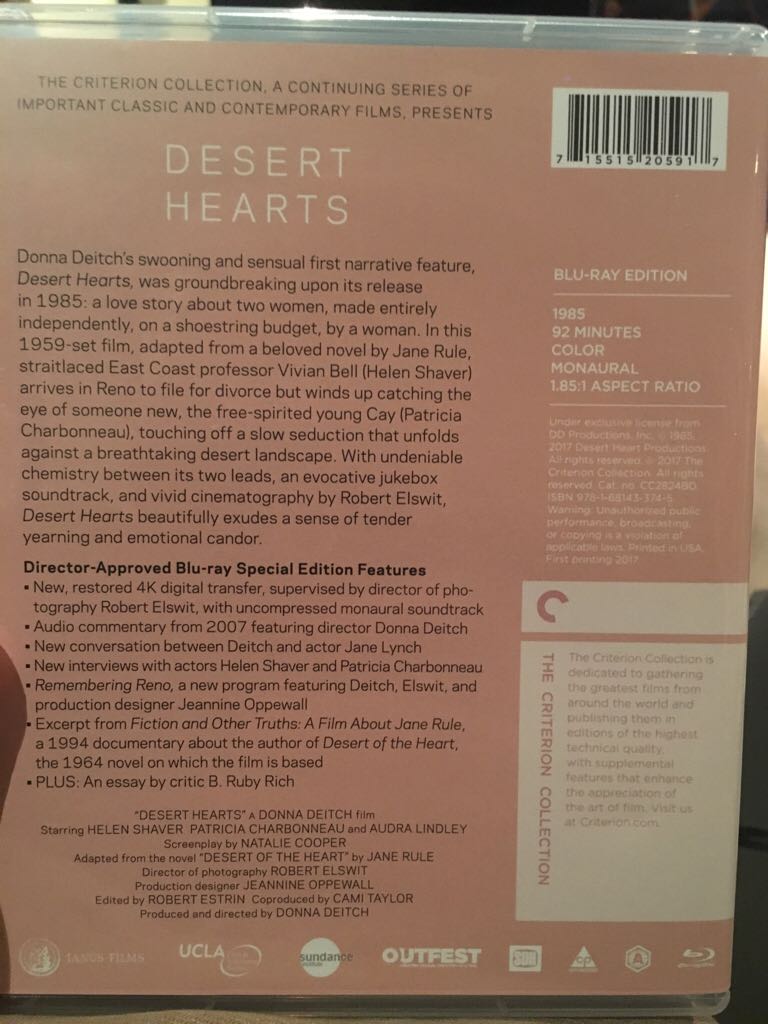 THE CRITERION COLLECTION, A CONTINUING SERIES OF
IMPORTANT CLASSIC AND CONTEMPORARY FILMS, PRESENTS
DESERT
HEARTS
Donna Deitch's swooning and sensual first narrative feature,
Desert Hearts, was groundbreaking upon its release
in 1985: a love story about two women, made entirely
independently, on a shoestring budget, by a woman. In this
1959-set film, adapted from a beloved novel by Jane Rule,
straitlaced East Coast professor Vivian Bell (Helen Shaver)
arrives in Reno to file for divorce but winds up catching the
eye of someone new, the free-spirited young Cay (Patricia
Charbonneau), touching off a slow seduction that unfolds
against a breathtaking desert landscape. With undeniable
chemistry between its two leads, an evocative jukebox
soundtrack, and vivid cinematography by Robert Elswit,
Desert Hearts beautifully exudes a sense of tender
yearning and emotional candor.
Director-Approved Blu-ray Special Edition Features
▪ New, restored 4K digital transfer, supervised by director of pho-
tography Robert Elswit, with uncompressed monaural soundtrack
▪ Audio commentary from 2007 featuring director Donna Deitch
▪ New conversation between Deitch and actor Jane Lynch
▪ New interviews with actors Helen Shaver and Patricia Charbonneau
▪ Remembering Reno, a new program featuring Deitch, Elswit, and
production designer Jeannine Oppewall
▪ Excerpt from Fiction and Other Truths: A Film About Jane Rule,
a 1994 documentary about the author of Desert of the Heart,
the 1964 novel on which the film is based
▪ PLUS: An essay by critic B. Ruby Rich
"DESERT HEARTS" A DONNA DEITCH film
Starring HELEN SHAVER PATRICIA CHARBONNEAU and AUDRA LINDLEY
Screenplay by NATALIE COOPER
Adapted from the novel "DESERT OF THE HEART" by JANE RULE
Director of photography ROBERT ELSWIT
Production designer JEANNINE OPPEWALL
Edited by ROBERT ESTRIN Coproduced by CAMI TAYLOR
Produced and directed by DONNA DEITCH
7 15515 20591 7
BLU-RAY EDITION
1985
92 MINUTES
COLOR
MONAURAL
1.85:1 ASPECT RATIO
Under exclusive license from
DD Productions, Inc. © 1985,
2017 Desert Heart Productions.
All rights reserved. © 2017 The
Criterion Collection. All rights
reserved. Cat. no. CC2824BD.
ISBN 978-1-68143-374-5
Warning: Unauthorized public
performance, broadcasting,
or copying is a violation of
applicable laws. Printed in USA.
First printing 2017
THE CRITERION COLLECTION
The Criterion Collection is
dedicated to gathering
the greatest films from
around the world and
publishing them in
editions of the highest
technical quality,
with supplemental
features that enhance
the appreciation of
the art of film. Visit us
at Criterion.com.
JANUS FILMS
UCLA
sundance
institute
OUTFEST